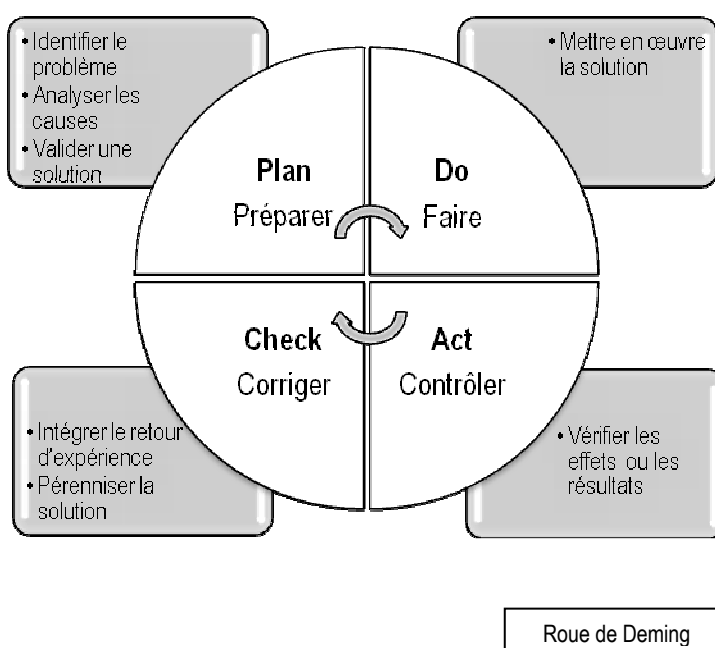 • Identifier le
problème
• Analyser les
causes
• Valider une
solution
• Mettre en œuvre
la solution
Plan
Préparer
Do
Faire
Check
Corriger
Act
Contrôler
• Intégrer le retour
d'expérience
• Pérenniser la
solution
• Vérifier les
effets ou les
résultats
Roue de Deming